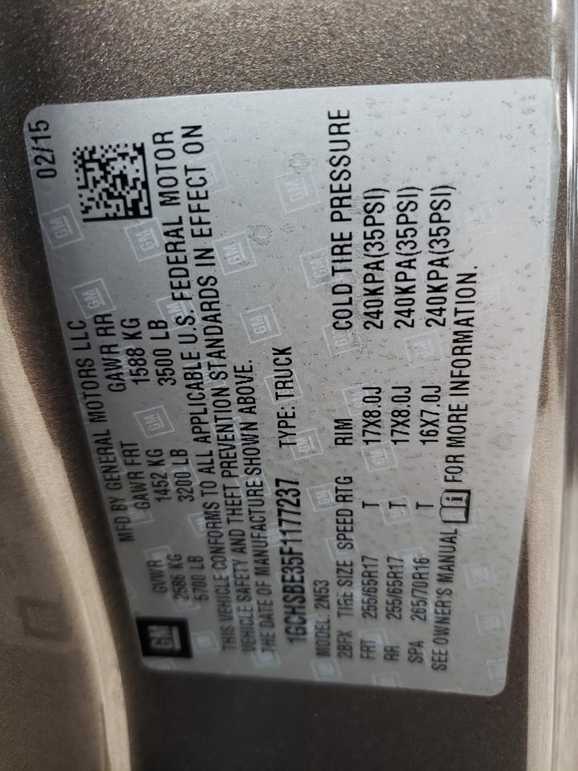 GM
MFD BY GENERAL MOTORS LLC 02/15
GVWR GAWR FRT GAWR RR
2586 KG 1452 KG 1588 KG
5700 LB 3200 LB 3500 LB
THIS VEHICLE CONFORMS TO ALL APPLICABLE U.S. FEDERAL MOTOR
VEHICLE SAFETY AND THEFT PREVENTION STANDARDS IN EFFECT ON
THE DATE OF MANUFACTURE SHOWN ABOVE.
1GCHSBE35F1177237 TYPE: TRUCK
MODEL: 2N53
2BFX TIRE SIZE SPEED RTG RIM COLD TIRE PRESSURE
FRT 255/65R17 T 17X8.0J 240KPA(35PSI)
RR 255/65R17 T 17X8.0J 240KPA(35PSI)
SPA 265/70R16 T 16X7.0J 240KPA(35PSI)
SEE OWNER'S MANUAL FOR MORE INFORMATION.